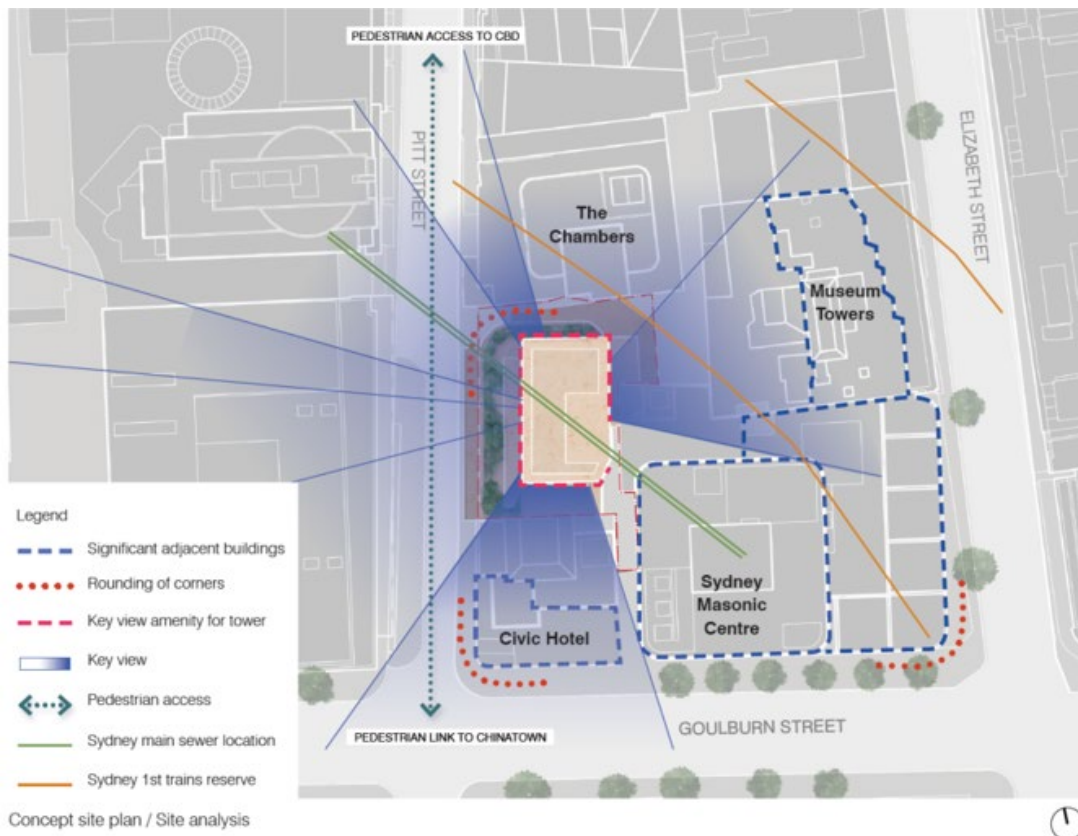 PEDESTRIAN ACCESS TO CBD
PITT STREET
ELIZABETH STREET
The
Chambers
Museum
Towers
Sydney
Masonic
Centre
Civic Hotel
GOULBURN STREET
PEDESTRIAN LINK TO CHINATOWN
Legend
Significant adjacent buildings
Rounding of corners
Key view amenity for tower
Key view
Pedestrian access
Sydney main sewer location
Sydney 1st trains reserve
Concept site plan / Site analysis